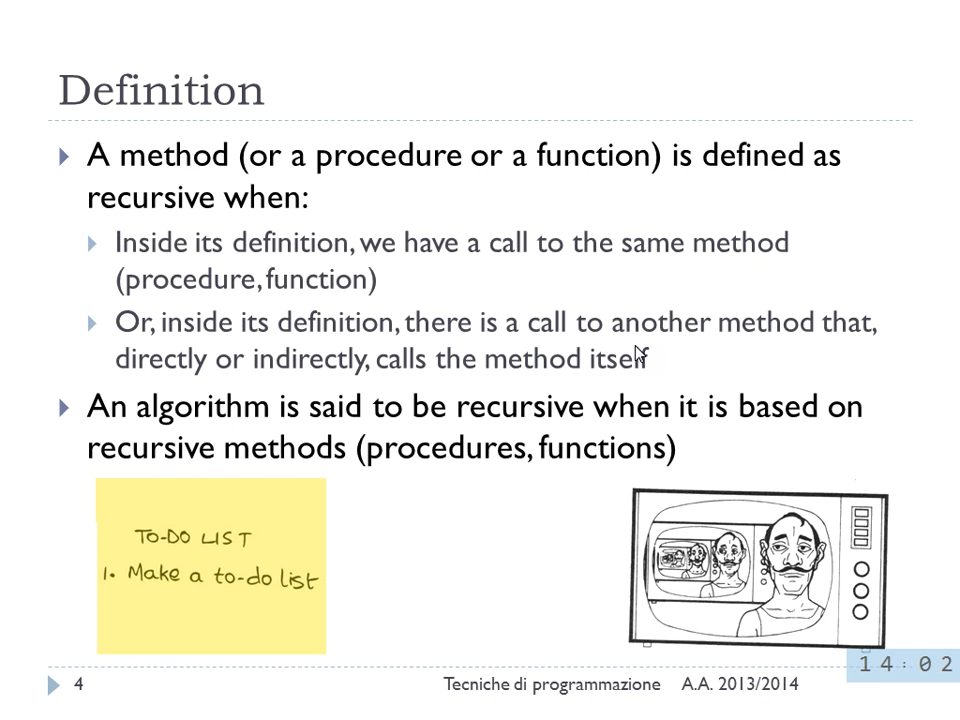 Definition
A method (or a procedure or a function) is defined as
recursive when:
Inside its definition, we have a call to the same method
(procedure, function)
Or, inside its definition, there is a call to another method that,
directly or indirectly, calls the method itself
An algorithm is said to be recursive when it is based on
recursive methods (procedures, functions)
TO-DO LIST
1. Make a to-do list
14:02
4 Tecniche di programmazione A.A. 2013/2014